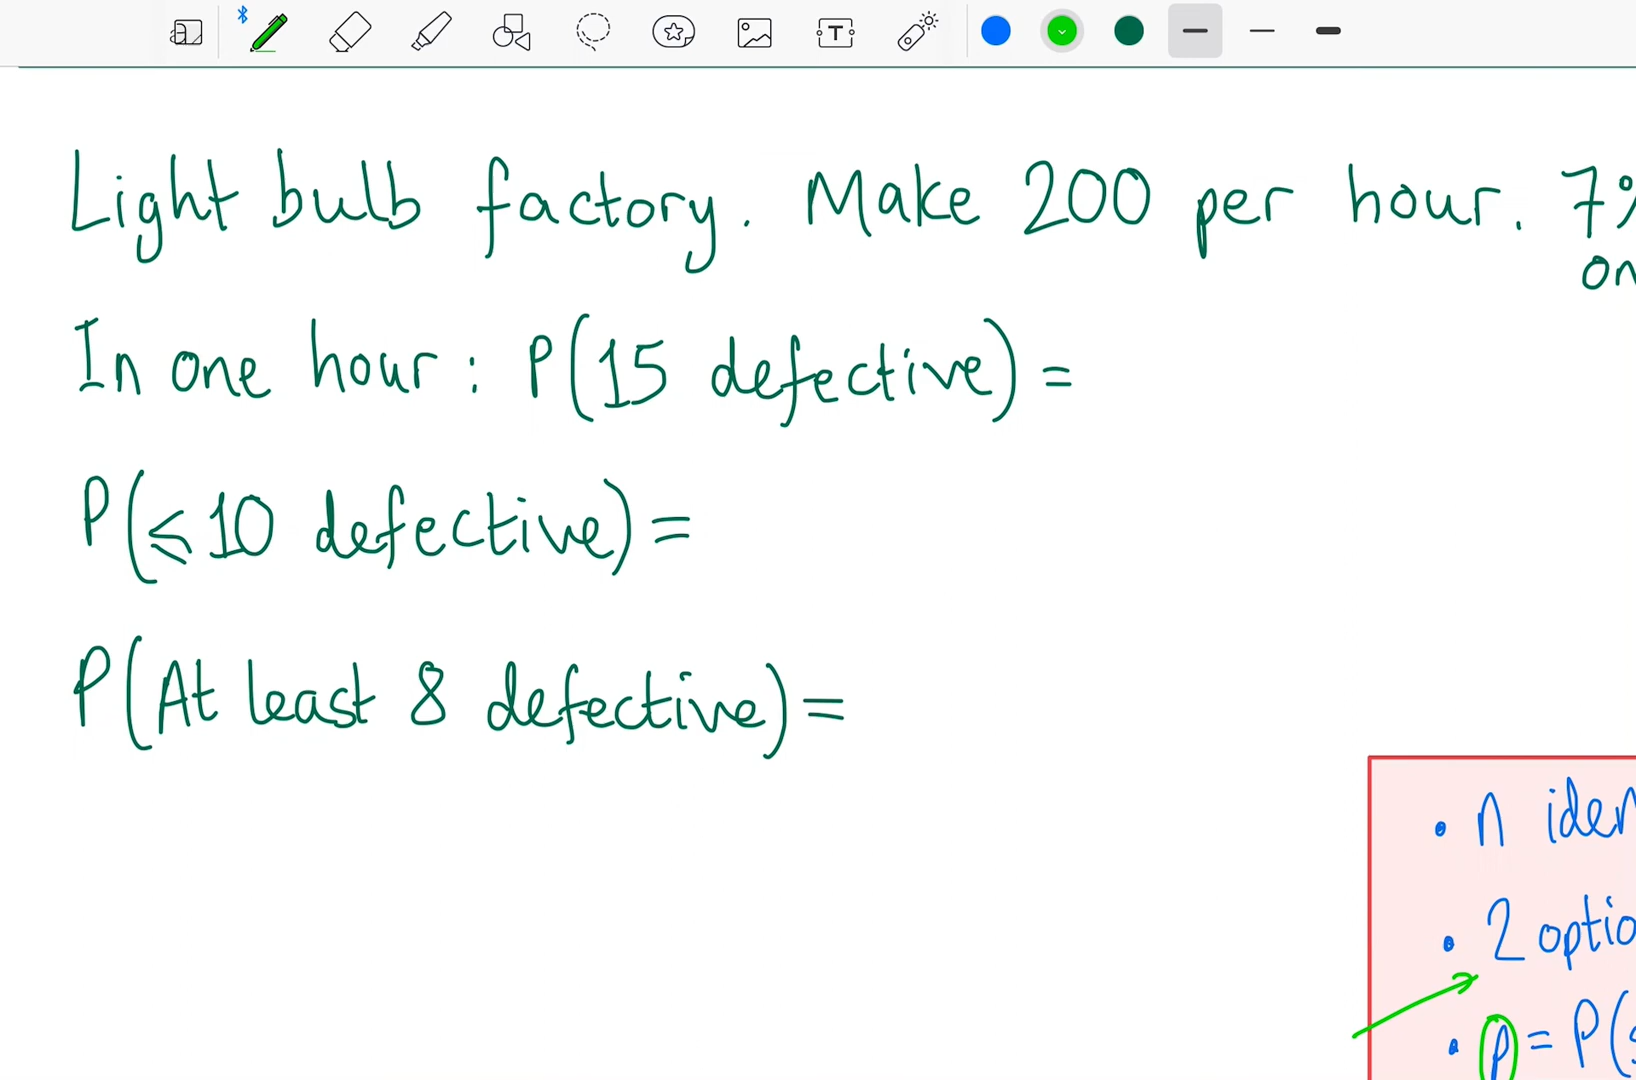 Light bulb factory. Make 200 per hour. 7%
on
In one hour: P(15 defective) =
P(≤ 10 defective) =
P(At least 8 defective) =
• n iden
• 2 optio
• p = P(s